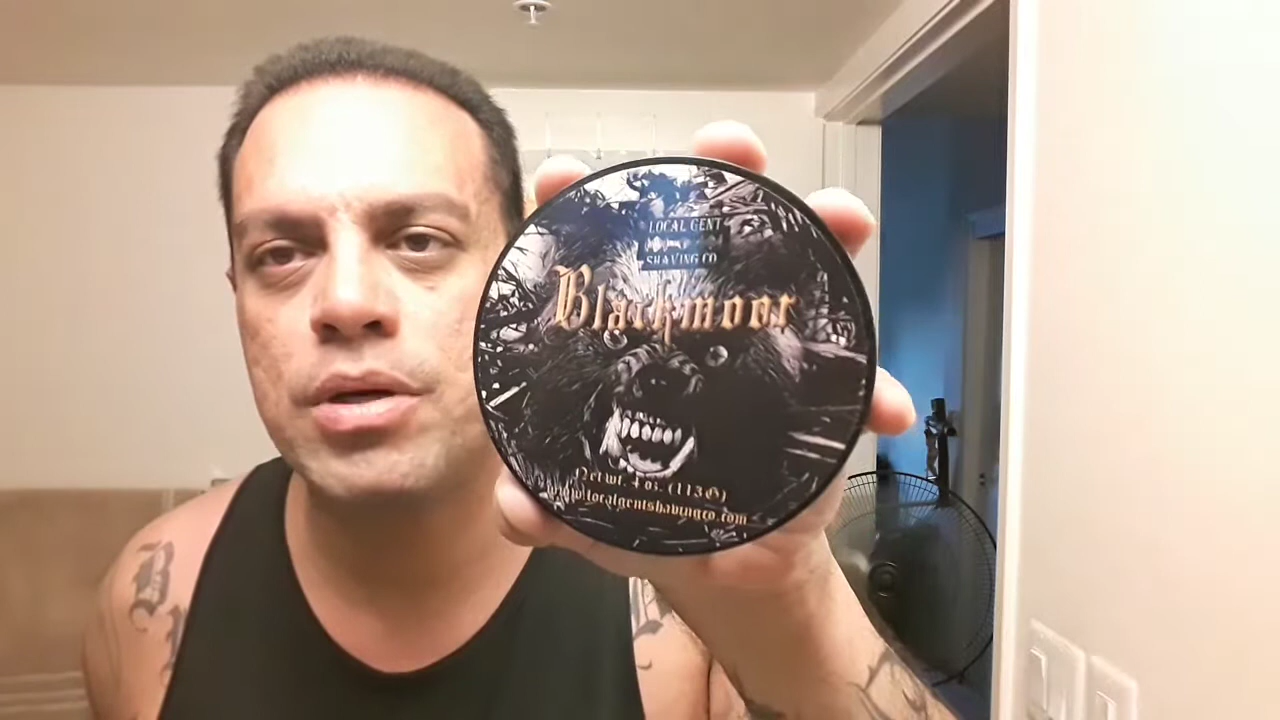 LOCAL GENT
SHAVING CO
Blackmoor
Net wt. 4 oz. (113G)
www.localgentshavingco.com